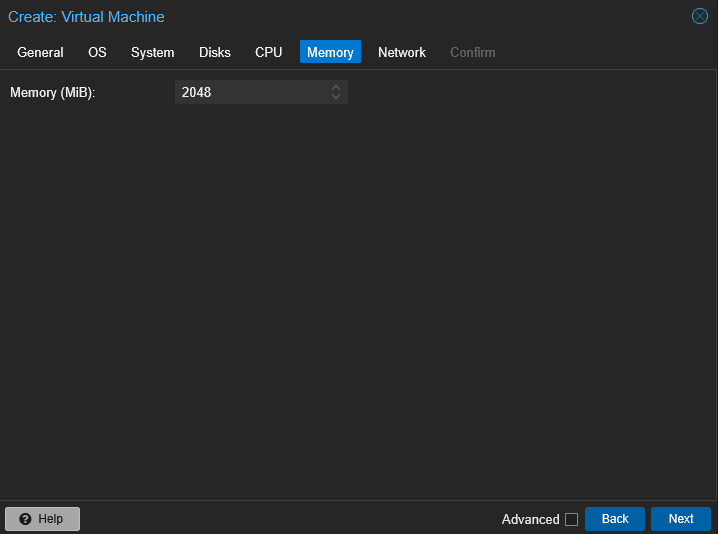 Create: Virtual Machine
General OS System Disks CPU Memory Network Confirm
Memory (MiB): 2048
Help Advanced Back Next